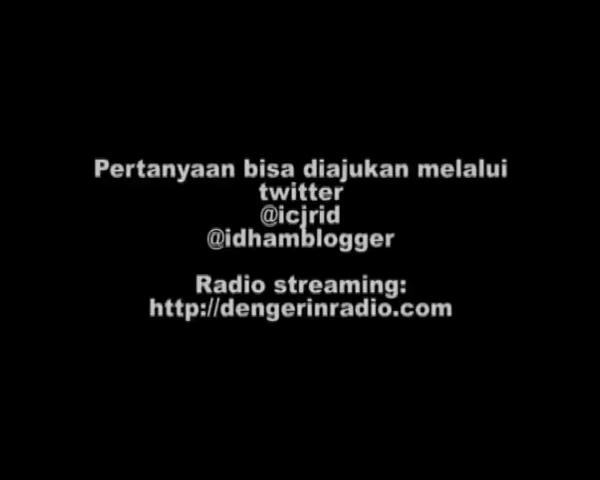 Pertanyaan bisa diajukan melalui
twitter
@icjrid
@idhamblogger
Radio streaming:
http://dengerinradio.com